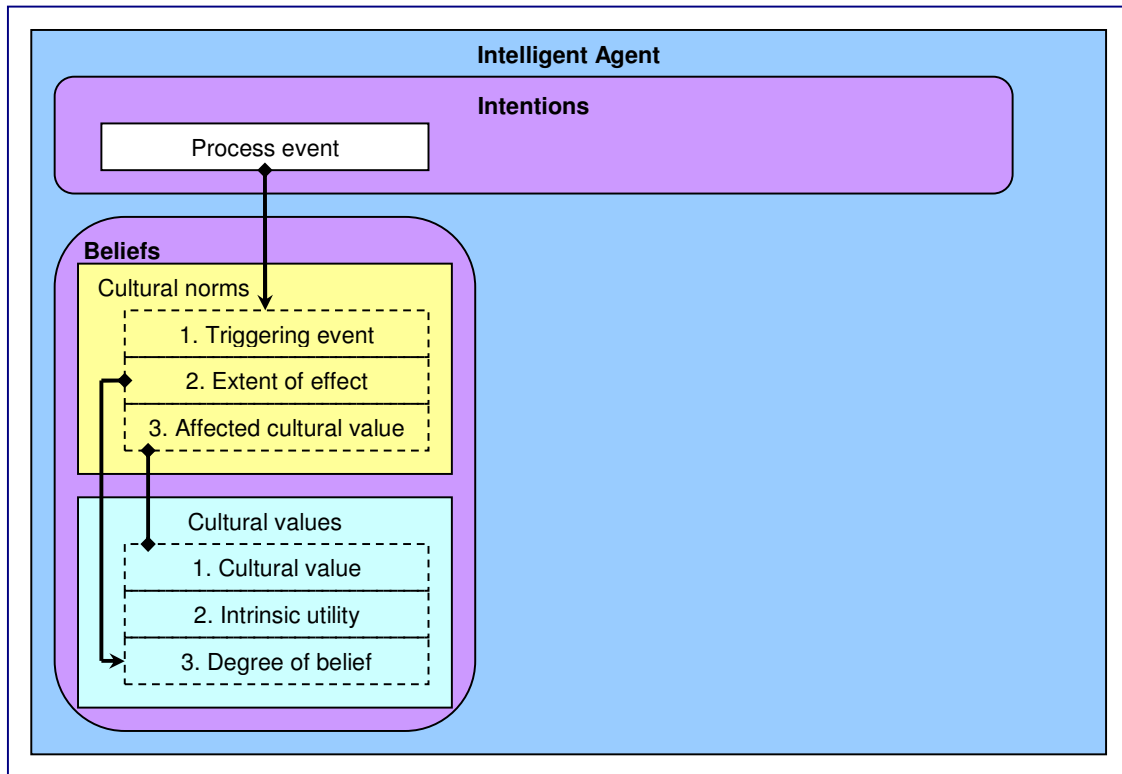 Intelligent Agent
Intentions
Process event
Beliefs
Cultural norms
1. Triggering event
2. Extent of effect
3. Affected cultural value
Cultural values
1. Cultural value
2. Intrinsic utility
3. Degree of belief